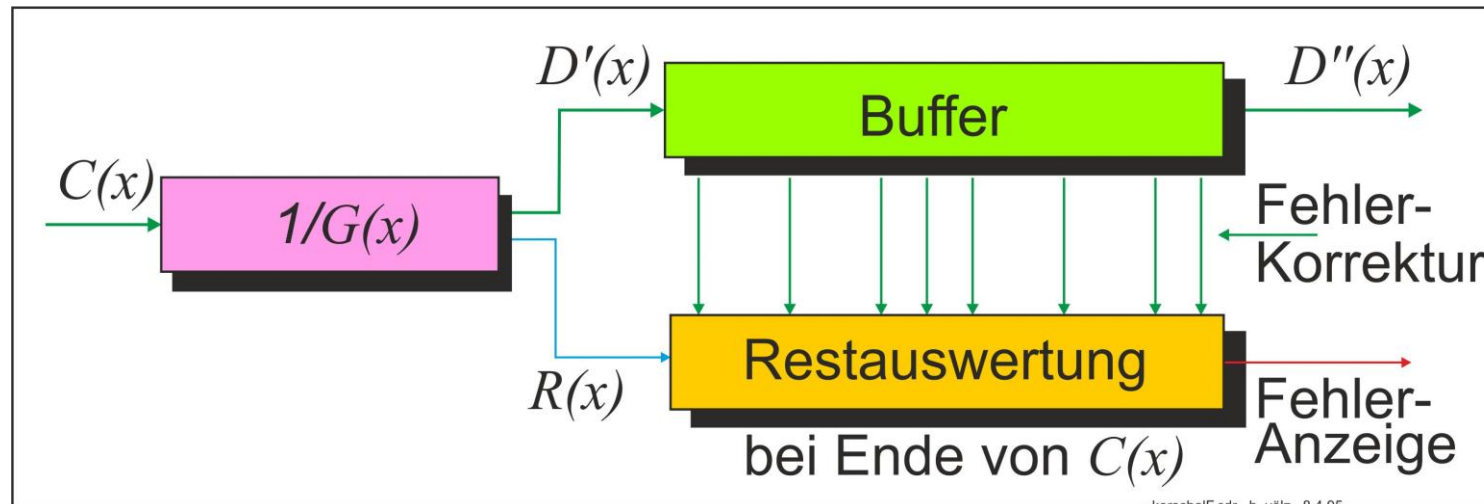 D'(x)
Buffer
D''(x)
C(x)
1/G(x)
Fehler-
Korrektur
R(x)
Restauswertung
Fehler-
Anzeige
bei Ende von C(x)